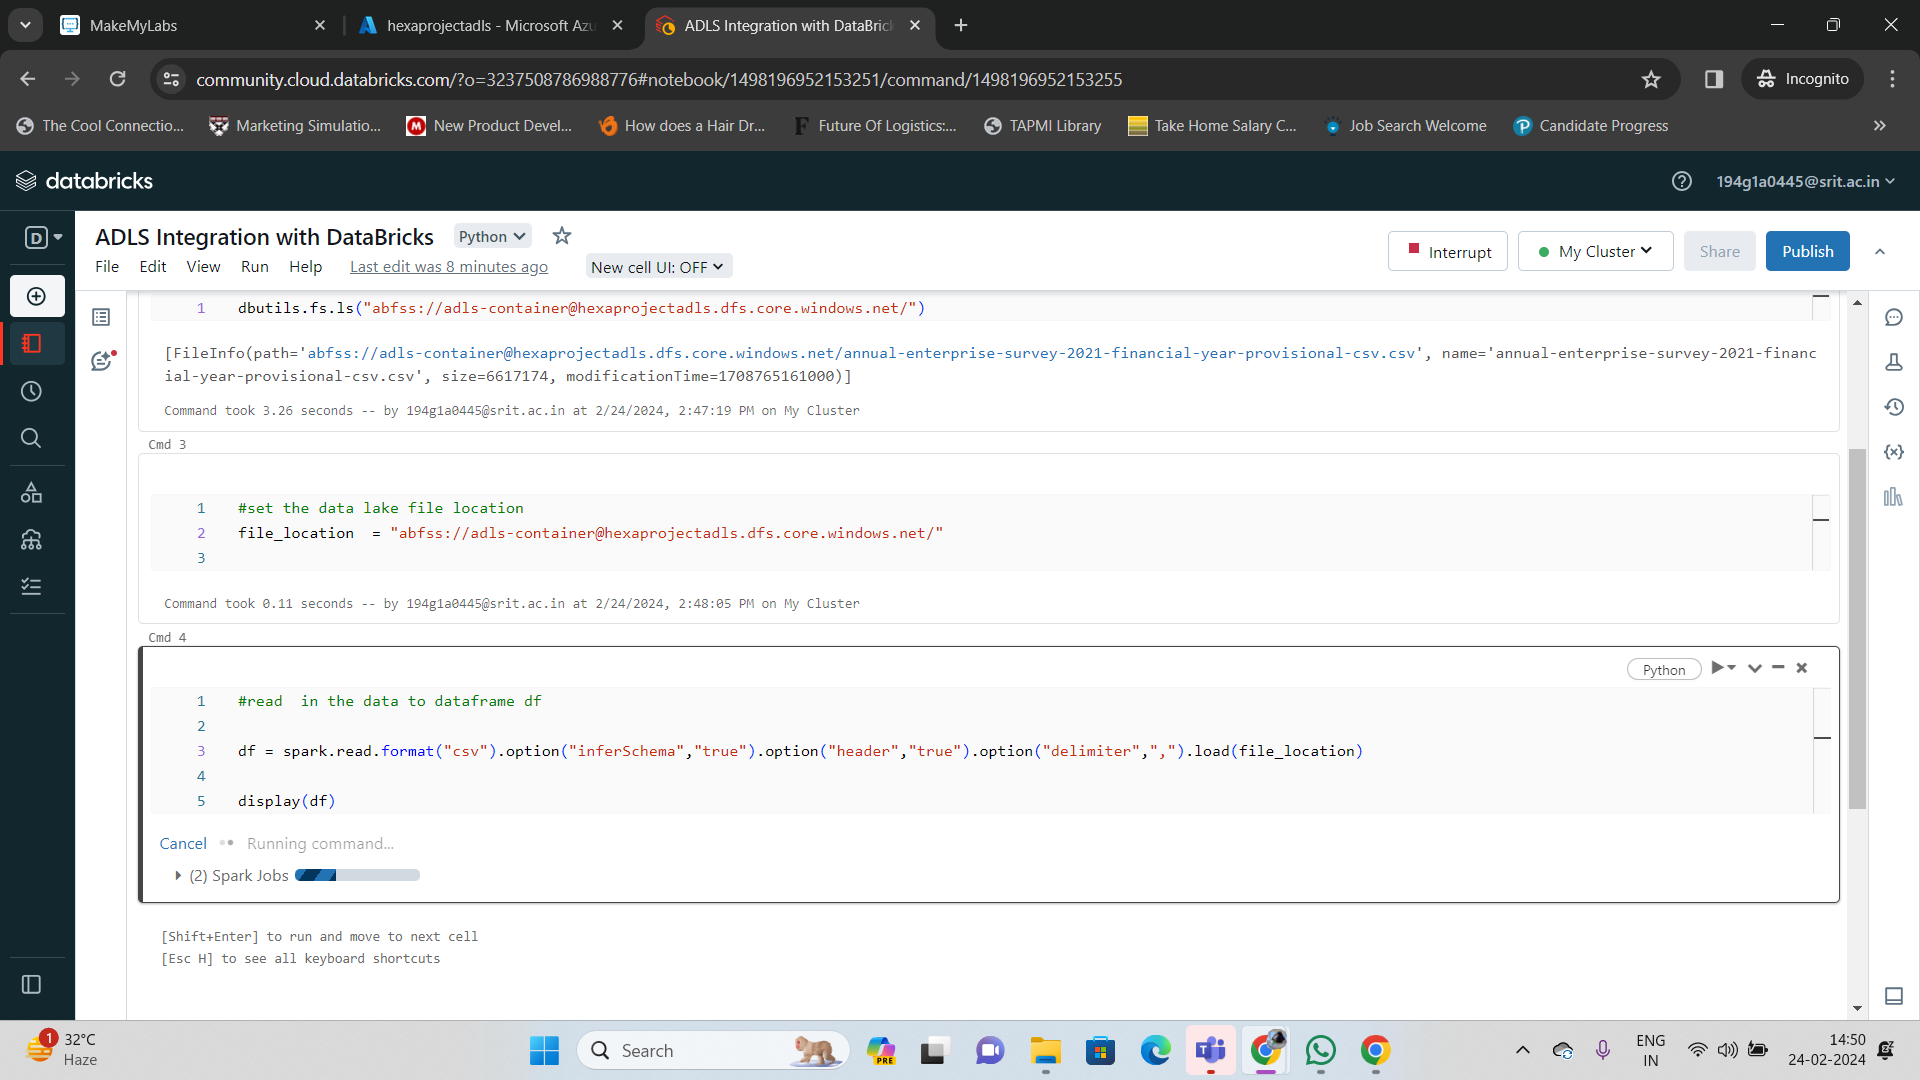 MakeMyLabs
hexaprojectadls - Microsoft Azu
ADLS Integration with DataBrick
community.cloud.databricks.com/?o=3237508786988776#notebook/1498196952153251/command/1498196952153255
Incognito
The Cool Connectio...
Marketing Simulatio...
New Product Devel...
How does a Hair Dr...
Future Of Logistics:...
TAPMI Library
Take Home Salary C...
Job Search Welcome
Candidate Progress
databricks
194g1a0445@srit.ac.in
D
ADLS Integration with DataBricks
Python
File Edit View Run Help
Last edit was 8 minutes ago
New cell UI: OFF
Interrupt
My Cluster
Share
Publish
1 dbutils.fs.ls("abfss://adls-container@hexaprojectadls.dfs.core.windows.net/")
[FileInfo(path='abfss://adls-container@hexaprojectadls.dfs.core.windows.net/annual-enterprise-survey-2021-financial-year-provisional-csv.csv', name='annual-enterprise-survey-2021-financ
ial-year-provisional-csv.csv', size=6617174, modificationTime=1708765161000)]
Command took 3.26 seconds -- by 194g1a0445@srit.ac.in at 2/24/2024, 2:47:19 PM on My Cluster
Cmd 3
1 #set the data lake file location
2 file_location  = "abfss://adls-container@hexaprojectadls.dfs.core.windows.net/"
3
Command took 0.11 seconds -- by 194g1a0445@srit.ac.in at 2/24/2024, 2:48:05 PM on My Cluster
Cmd 4
Python
1 #read  in the data to dataframe df
2
3 df = spark.read.format("csv").option("inferSchema","true").option("header","true").option("delimiter",",").load(file_location)
4
5 display(df)
Cancel Running command...
(2) Spark Jobs
[Shift+Enter] to run and move to next cell
[Esc H] to see all keyboard shortcuts
1
32°C
Haze
Search
PRE
ENG
IN
14:50
24-02-2024